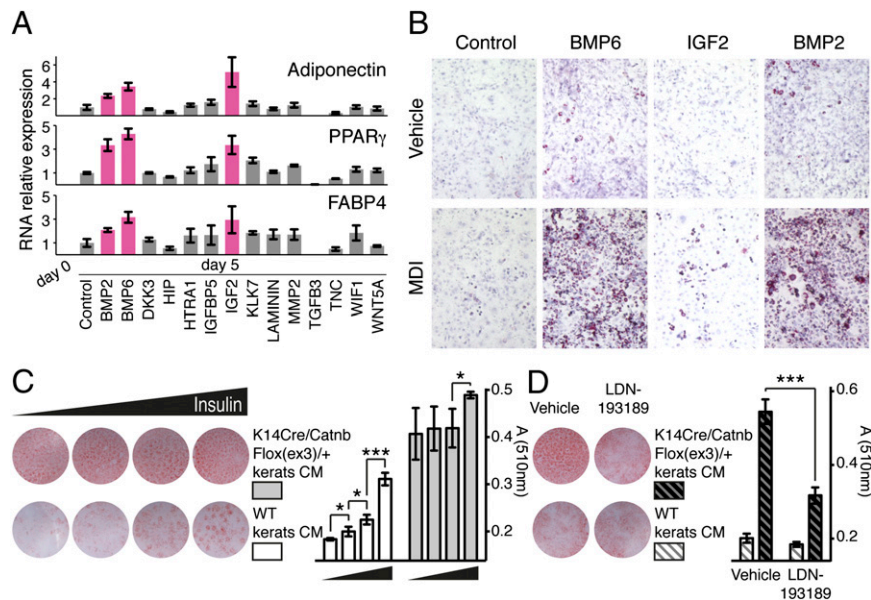 A
RNA relative expression
6
4
2
Adiponectin
5
3
1
PPARγ
5
3
1
FABP4
day 0
day 5
Control
BMP2
BMP6
DKK3
HIP
HTRA1
IGFBP5
IGF2
KLK7
LAMININ
MMP2
TGFB3
TNC
WIF1
WNT5A
B
Control
BMP6
IGF2
BMP2
Vehicle
MDI
C
Insulin
K14Cre/Catnb
Flox(ex3)/+
kerats CM
WT
kerats CM
*
*
***
*
0.5
0.4
0.3
0.2
A (510nm)
D
Vehicle
LDN-
193189
K14Cre/Catnb
Flox(ex3)/+
kerats CM
WT
kerats CM
***
0.6
0.4
0.2
A (510nm)
Vehicle
LDN-
193189